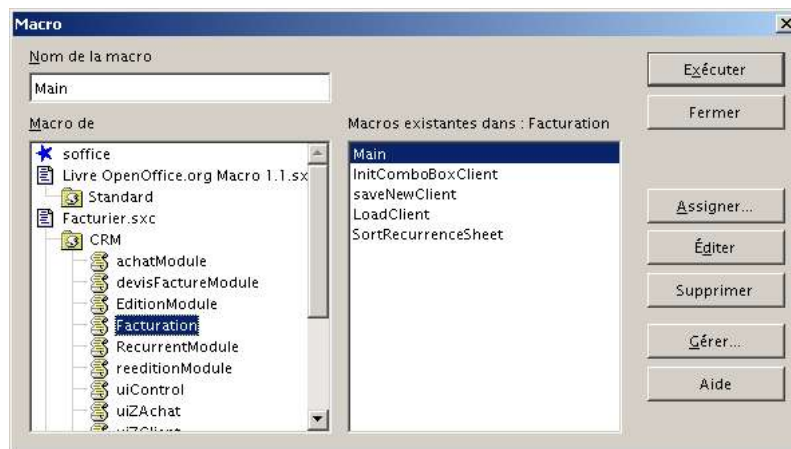 Macro
Nom de la macro
Main
Macro de
soffice
Livre OpenOffice.org Macro 1.1.sx
Standard
Facturier.sxc
CRM
achatModule
devisFactureModule
EditionModule
Facturation
RecurrentModule
reeditionModule
uiControl
uiZAchat
uiZClient
Macros existantes dans : Facturation
Main
InitComboBoxClient
saveNewClient
LoadClient
SortRecurrenceSheet
Exécuter
Fermer
Assigner...
Éditer
Supprimer
Gérer...
Aide